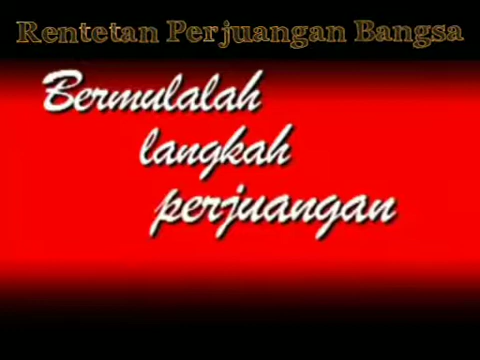 Rentetan Perjuangan Bangsa
Bermulalah
langkah
perjuangan